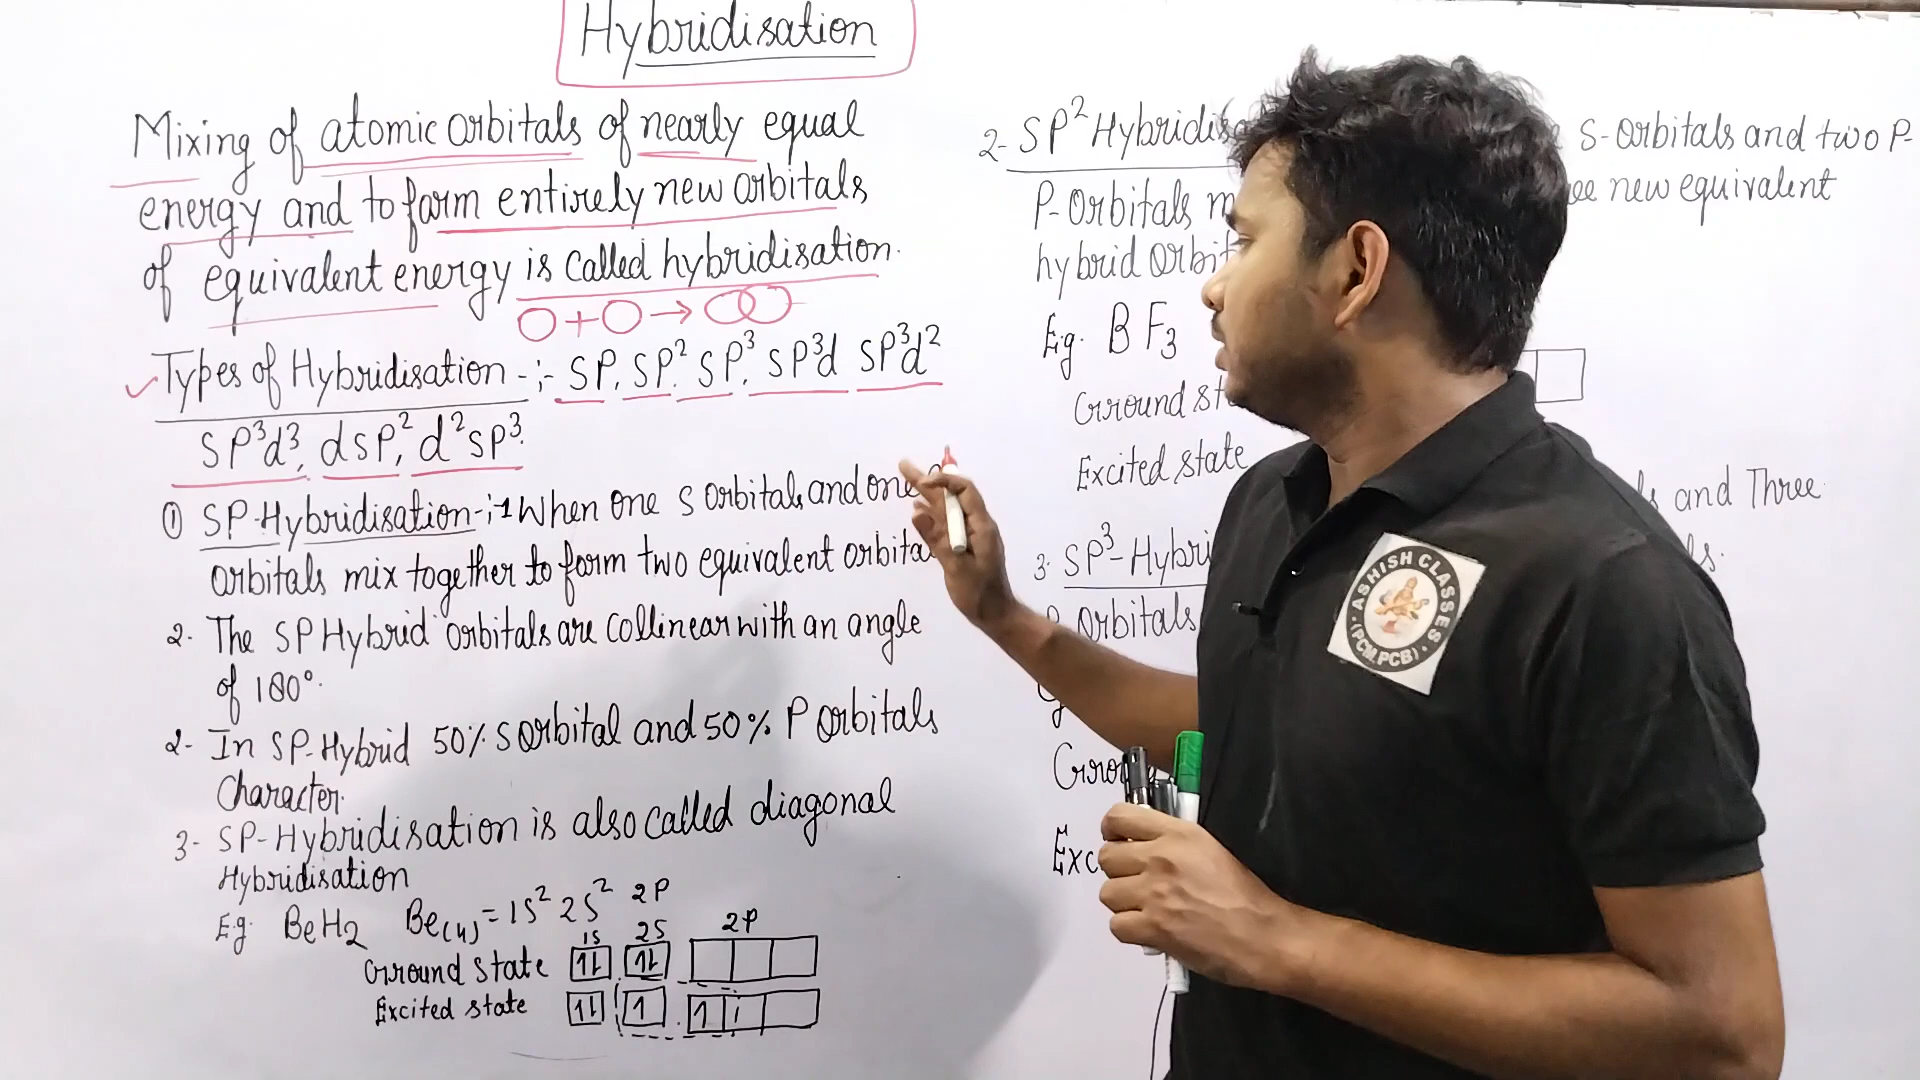 Hybridisation
Mixing of atomic orbitals of nearly equal
energy and to form entirely new orbitals
of equivalent energy is called hybridisation.
O+O→
Types of Hybridisation -:- SP, SP², SP³, SP³d SP³d²
SP³d³, dSP², d²SP³.
① SP-Hybridisation-:-1 When one S orbitals and one
orbitals mix together to form two equivalent
2. The SP Hybrid orbitals are collinear with an angle
of 180°.
2- In SP-Hybrid 50% S orbital and 50% P orbitals
Character.
3- SP-Hybridisation is also called diagonal
Hybridisation
Eg. BeH2 Be(4)=1S² 2S² 2P
1S 2S 2P
Ground state 1L 1L
Excited state 1L 1 1
2- SP² S-orbitals and two P-
P-Orbitals new equivalent
hybrid
Eg. BF3
Ground
Excited state
and Three
3. SP³-
Orbitals
ASHISH CLASSES
(PCM, PCB)